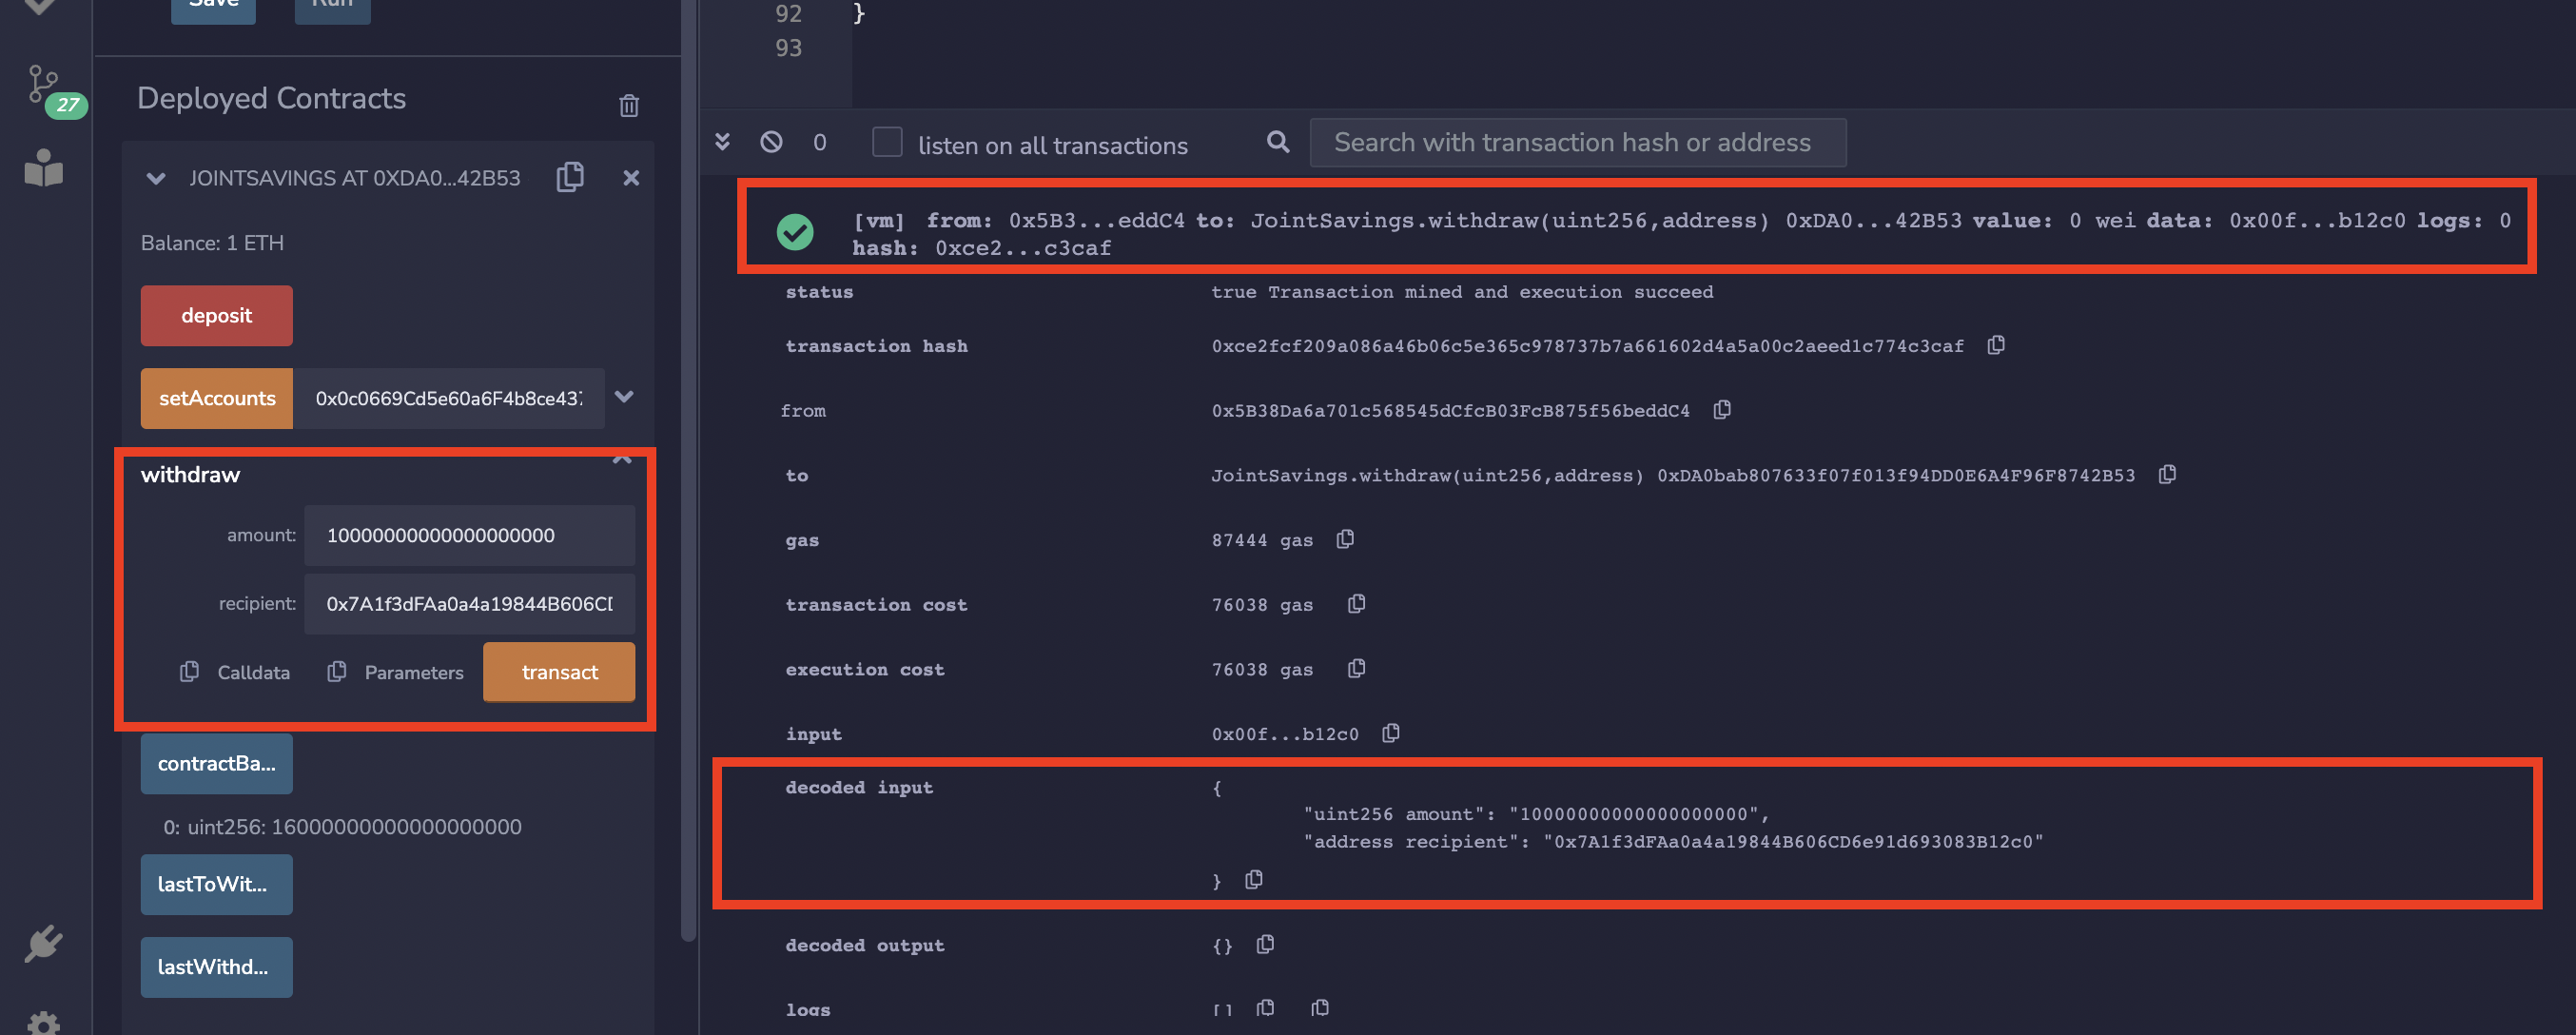 Save
Run
27
Deployed Contracts
JOINTSAVINGS AT 0XDA0...42B53
Balance: 1 ETH
deposit
setAccounts 0x0c0669Cd5e60a6F4b8ce437
withdraw
amount: 10000000000000000000
recipient: 0x7A1f3dFAa0a4a19844B606CD
Calldata Parameters transact
contractBa...
0: uint256: 16000000000000000000
lastToWit...
lastWithd...
92 }
93
0 listen on all transactions Search with transaction hash or address
[vm] from: 0x5B3...eddC4 to: JointSavings.withdraw(uint256,address) 0xDA0...42B53 value: 0 wei data: 0x00f...b12c0 logs: 0
hash: 0xce2...c3caf
status true Transaction mined and execution succeed
transaction hash 0xce2fcf209a086a46b06c5e365c978737b7a661602d4a5a00c2aeed1c774c3caf
from 0x5B38Da6a701c568545dCfcB03FcB875f56beddC4
to JointSavings.withdraw(uint256,address) 0xDA0bab807633f07f013f94DD0E6A4F96F8742B53
gas 87444 gas
transaction cost 76038 gas
execution cost 76038 gas
input 0x00f...b12c0
decoded input {
"uint256 amount": "10000000000000000000",
"address recipient": "0x7A1f3dFAa0a4a19844B606CD6e91d693083B12c0"
}
decoded output {}
logs []